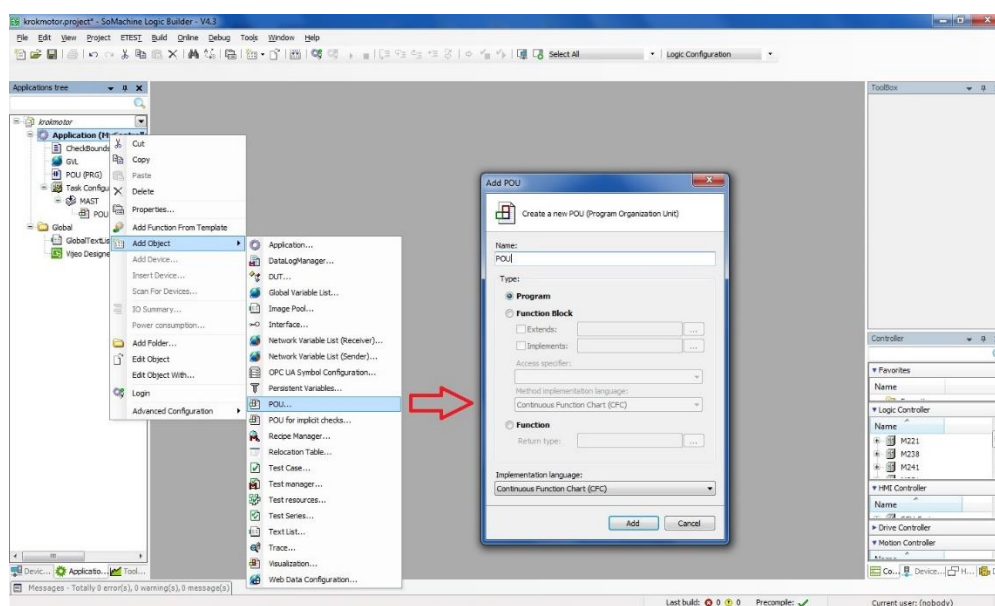 krokmotor.project* - SoMachine Logic Builder - V4.3
File Edit View Project ETEST Build Online Debug Tools Window Help
Select All
Logic Configuration
Applications tree
krokmotor
Application
CheckBounds
GVL
POU (PRG)
Task Configu
MAST
POU
Global
GlobalTextLis
Vijeo Designe
Cut
Copy
Paste
Delete
Properties...
Add Function From Template
Add Object
Add Device...
Insert Device...
Scan For Devices...
IO Summary...
Power consumption...
Add Folder...
Edit Object
Edit Object With...
Login
Advanced Configuration
Application...
DataLogManager...
DUT...
Global Variable List...
Image Pool...
Interface...
Network Variable List (Receiver)...
Network Variable List (Sender)...
OPC UA Symbol Configuration...
Persistent Variables...
POU...
POU for implicit checks...
Recipe Manager...
Relocation Table...
Test Case...
Test manager...
Test resources...
Test Series...
Text List...
Trace...
Visualization...
Web Data Configuration...
Add POU
Create a new POU (Program Organization Unit)
Name:
POU
Type:
Program
Function Block
Extends:
...
Implements:
...
Access specifier:
Method implementation language:
Continuous Function Chart (CFC)
Function
Return type:
...
Implementation language:
Continuous Function Chart (CFC)
Add Cancel
ToolBox
Controller
Favorites
Name
Logic Controller
Name
M221
M238
M241
HMI Controller
Name
Drive Controller
Motion Controller
Devic... Applicatio... Tool...
Co... Device... H...
Messages - Totally 0 error(s), 0 warning(s), 0 message(s)
Last build: 0 0 Precompile: Current user: (nobody)